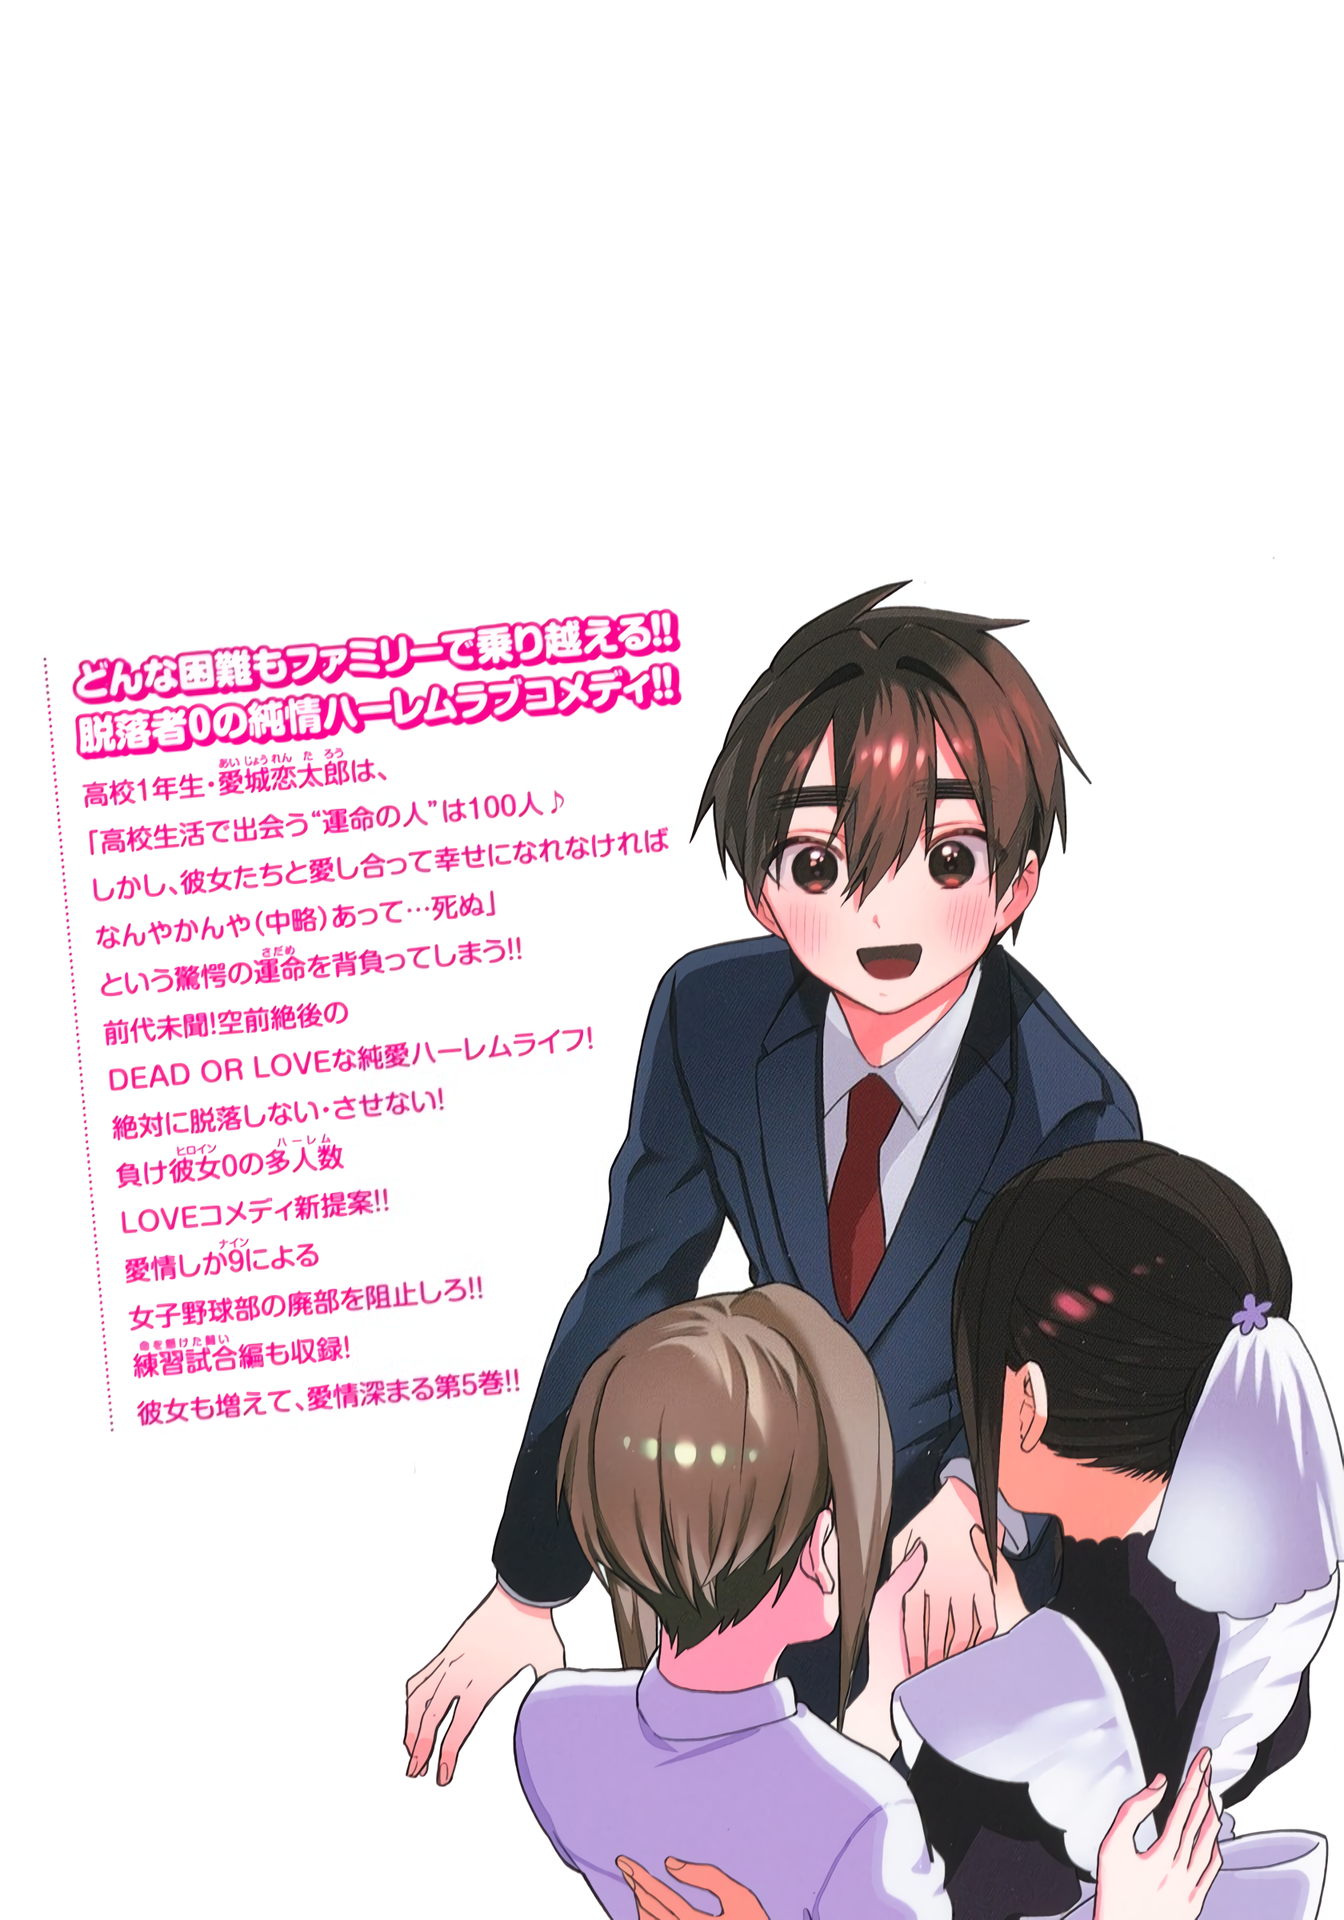 どんな困難もファミリーで乗り越える!!
脱落者0の純情ハーレムラブコメディ!!
あいじょうれんたろう
高校1年生・愛城恋太郎は、
「高校生活で出会う“運命の人”は100人♪
しかし、彼女たちと愛し合って幸せになれなければ
なんやかんや(中略)あって…死ぬ」
さだめ
という驚愕の運命を背負ってしまう!!
前代未聞!空前絶後の
DEAD OR LOVEな純愛ハーレムライフ!
絶対に脱落しない・させない!
ヒロイン ハーレム
負け彼女0の多人数
LOVEコメディ新提案!!
ナイン
愛情しか9による
女子野球部の廃部を阻止しろ!!
命を懸けた闘い
練習試合編も収録!
彼女も増えて、愛情深まる第5巻!!